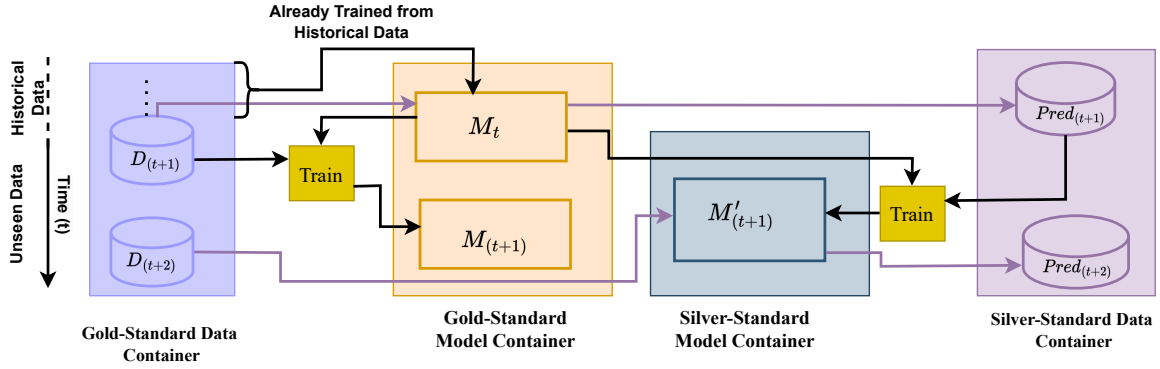 Already Trained from
Historical Data
Historical
Data
Unseen Data
Time (t)
D(t+1)
D(t+2)
Train
Mt
M(t+1)
M′(t+1)
Train
Pred(t+1)
Pred(t+2)
Gold-Standard Data
Container
Gold-Standard
Model Container
Silver-Standard
Model Container
Silver-Standard Data
Container